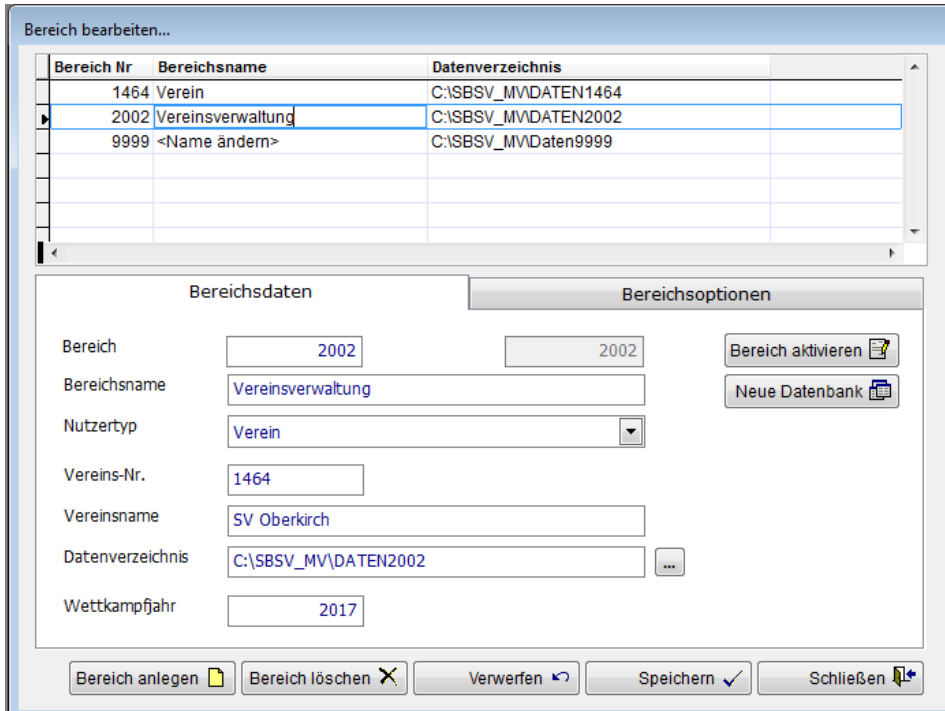 Bereich bearbeiten...
Bereich Nr Bereichsname Datenverzeichnis
1464 Verein C:\SBSV_MV\DATEN1464
2002 Vereinsverwaltung C:\SBSV_MV\DATEN2002
9999 <Name ändern> C:\SBSV_MV\Daten9999
Bereichsdaten Bereichsoptionen
Bereich 2002 2002 Bereich aktivieren
Bereichsname Vereinsverwaltung Neue Datenbank
Nutzertyp Verein
Vereins-Nr. 1464
Vereinsname SV Oberkirch
Datenverzeichnis C:\SBSV_MV\DATEN2002 ...
Wettkampfjahr 2017
Bereich anlegen Bereich löschen Verwerfen Speichern Schließen